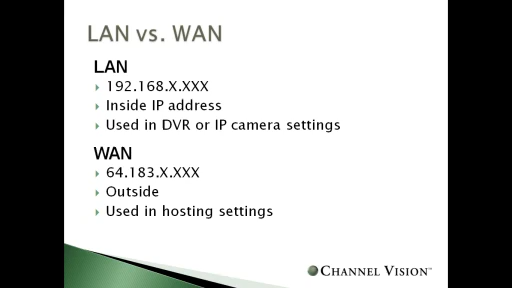 LAN vs. WAN
LAN
192.168.X.XXX
Inside IP address
Used in DVR or IP camera settings
WAN
64.183.X.XXX
Outside
Used in hosting settings
CHANNEL VISION™